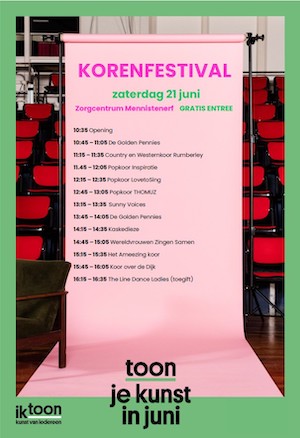 KORENFESTIVAL
zaterdag 21 juni
Zorgcentrum Mennistenerf GRATIS ENTREE
10:35 Opening
10:45 – 11:05 De Golden Pennies
11:15 – 11:35 Country en Westernkoor Rumberley
11.45 – 12:05 Popkoor Inspiratie
12:15 – 12:35 Popkoor LoveloSing
12:45 – 13:05 Popkoor THOMUZ
13:15 – 13:35 Sunny Voices
13:45 – 14:05 De Golden Pennies
14:15 – 14:35 Kaskedieze
14:45 – 15:05 Wereldvrouwen Zingen Samen
15:15 – 15:35 Het Ameezing koor
15:45 – 16:05 Koor over de Dijk
16:15 – 16:35 The Line Dance Ladies (toegift)
toon
je kunst
in juni
ik toon
kunst van iedereen